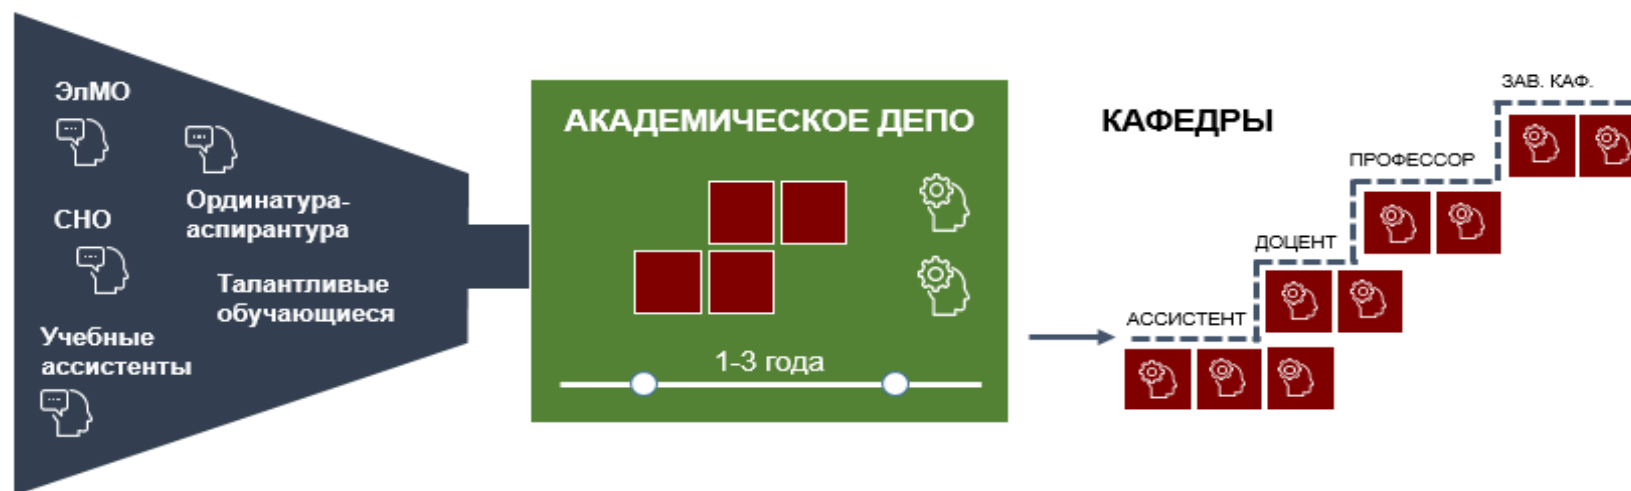 ЭлМО
Ординатура-
аспирантура
СНО
Талантливые
обучающиеся
Учебные
ассистенты
АКАДЕМИЧЕСКОЕ ДЕПО
1-3 года
КАФЕДРЫ
ЗАВ. КАФ.
ПРОФЕССОР
ДОЦЕНТ
АССИСТЕНТ